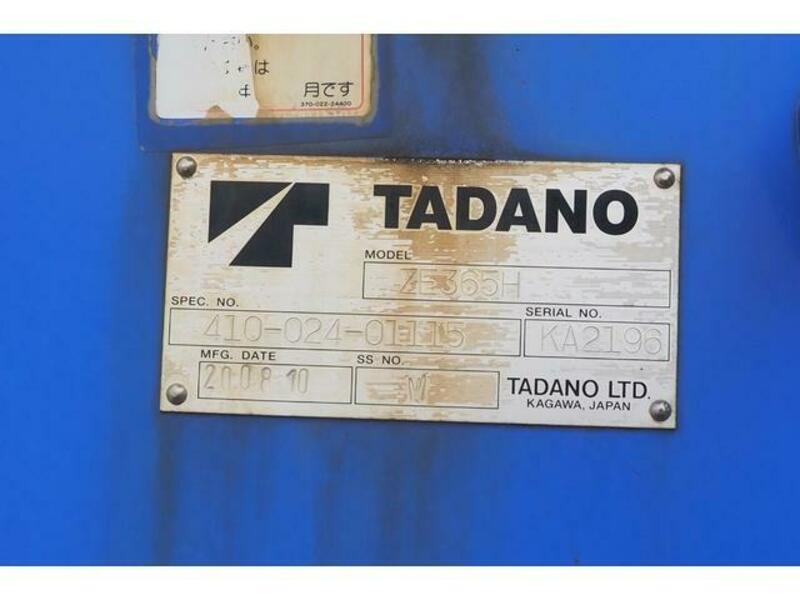 は
月です
370-022-24A00
TADANO
MODEL
ZE365H
SPEC. NO.
410-024-01115
SERIAL NO.
KA2196
MFG. DATE
2008 10
SS NO.
M
TADANO LTD.
KAGAWA, JAPAN